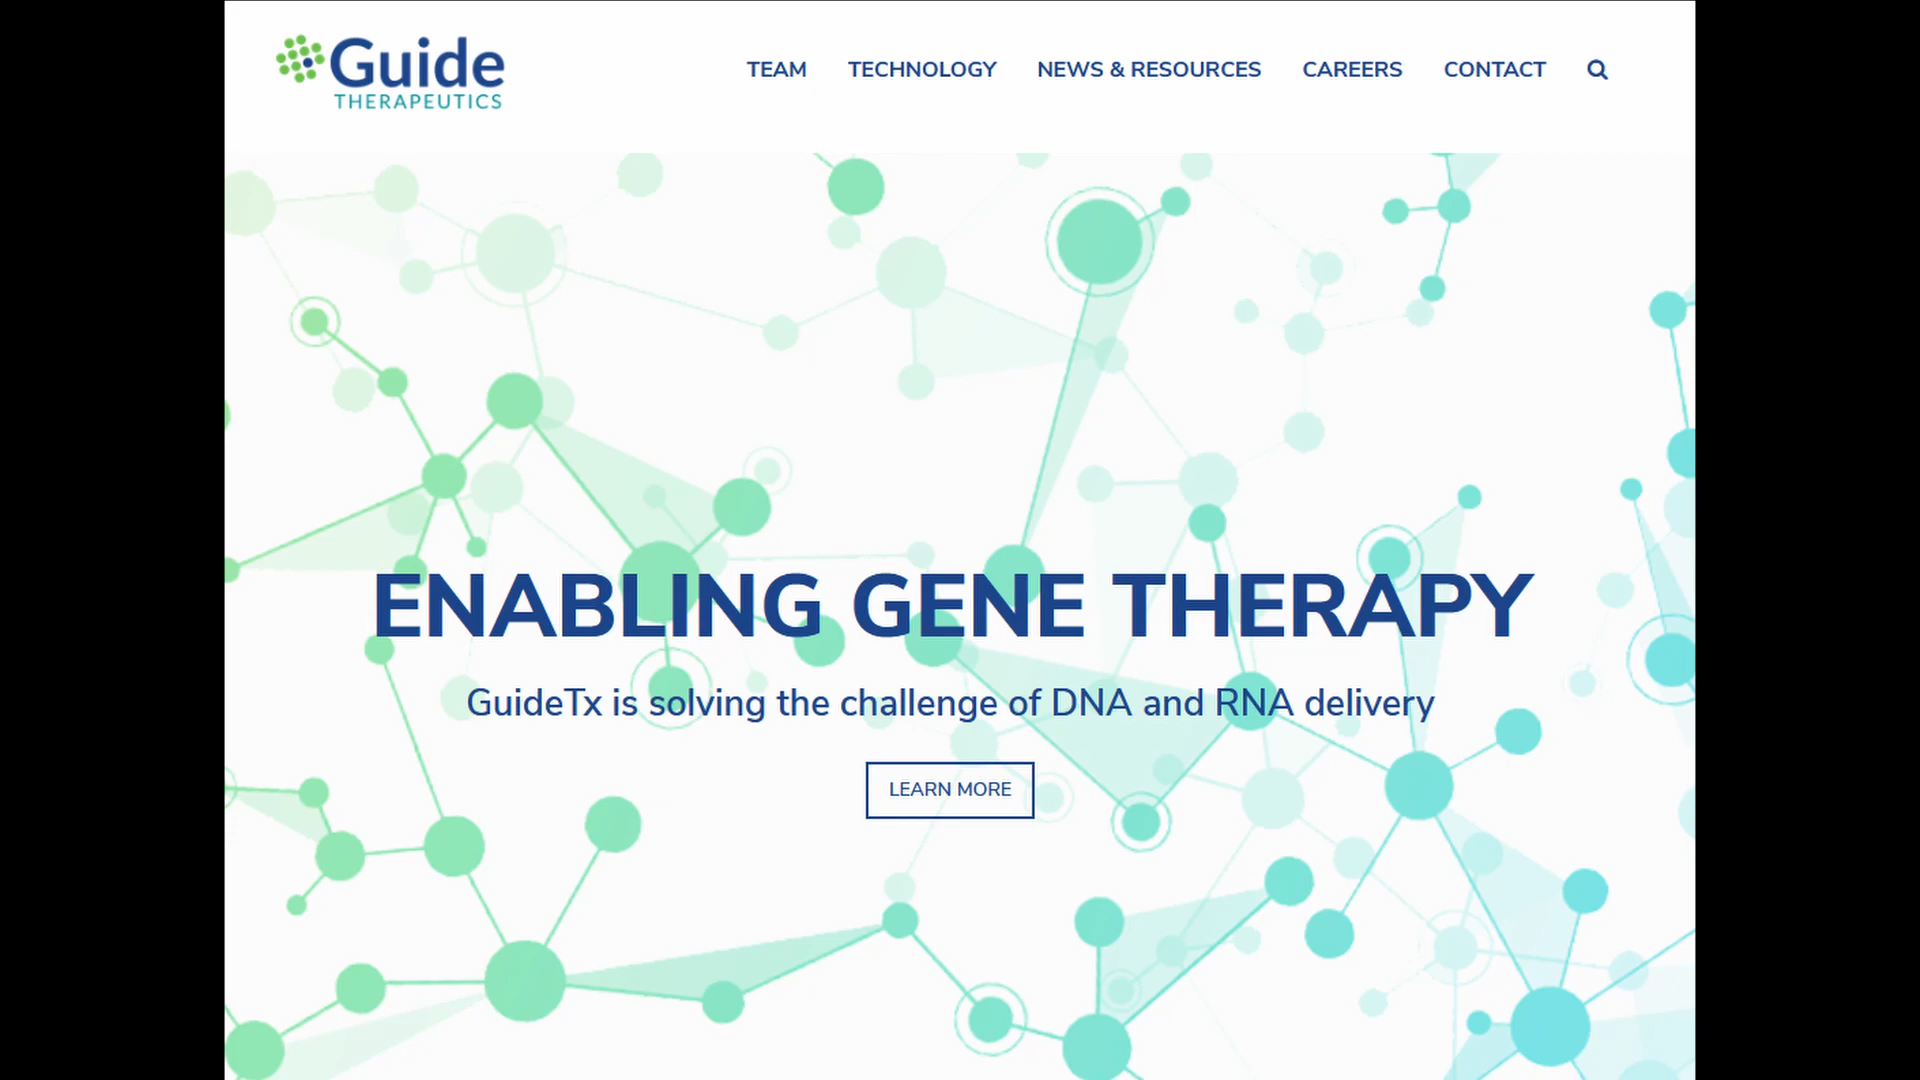 Guide
THERAPEUTICS
TEAM TECHNOLOGY NEWS & RESOURCES CAREERS CONTACT
ENABLING GENE THERAPY
GuideTx is solving the challenge of DNA and RNA delivery
LEARN MORE